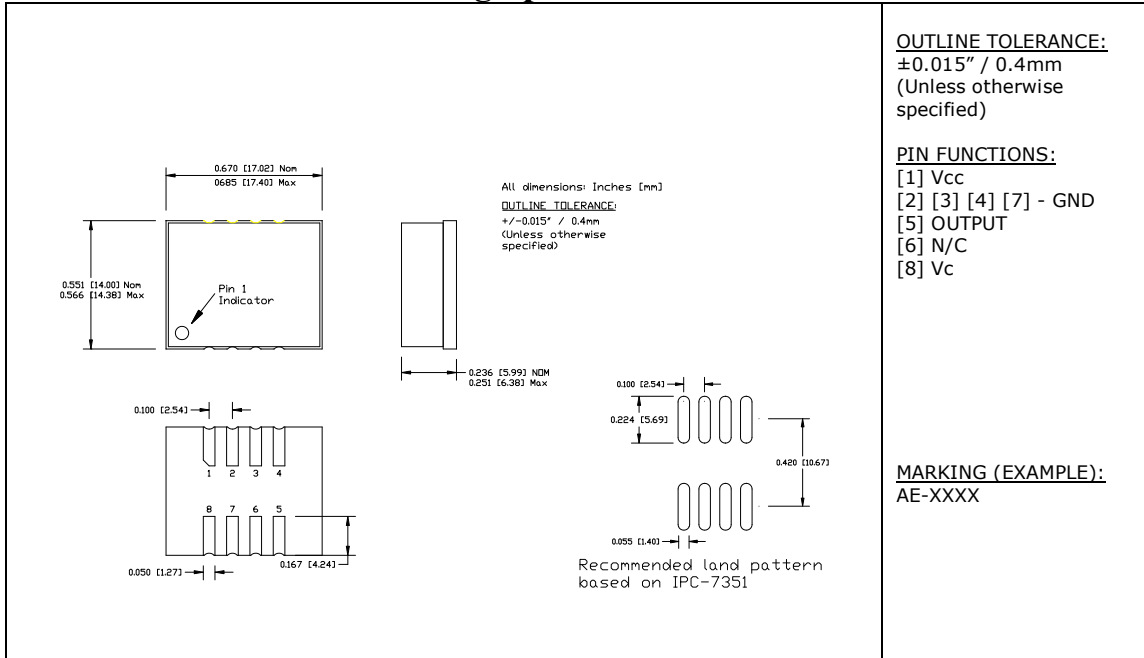 0.670 [17.02] Nom
0685 [17.40] Max
All dimensions: Inches [mm]
OUTLINE TOLERANCE:
+/-0.015" / 0.4mm
(Unless otherwise
specified)
0.551 [14.00] Nom
0.566 [14.38] Max
Pin 1
Indicator
0.236 [5.99] NOM
0.251 [6.38] Max
0.100 [2.54]
1 2 3 4
8 7 6 5
0.050 [1.27]
0.167 [4.24]
0.100 [2.54]
0.224 [5.69]
0.420 [10.67]
0.055 [1.40]
Recommended land pattern
based on IPC-7351
OUTLINE TOLERANCE:
±0.015” / 0.4mm
(Unless otherwise
specified)
PIN FUNCTIONS:
[1] Vcc
[2] [3] [4] [7] - GND
[5] OUTPUT
[6] N/C
[8] Vc
MARKING (EXAMPLE):
AE-XXXX